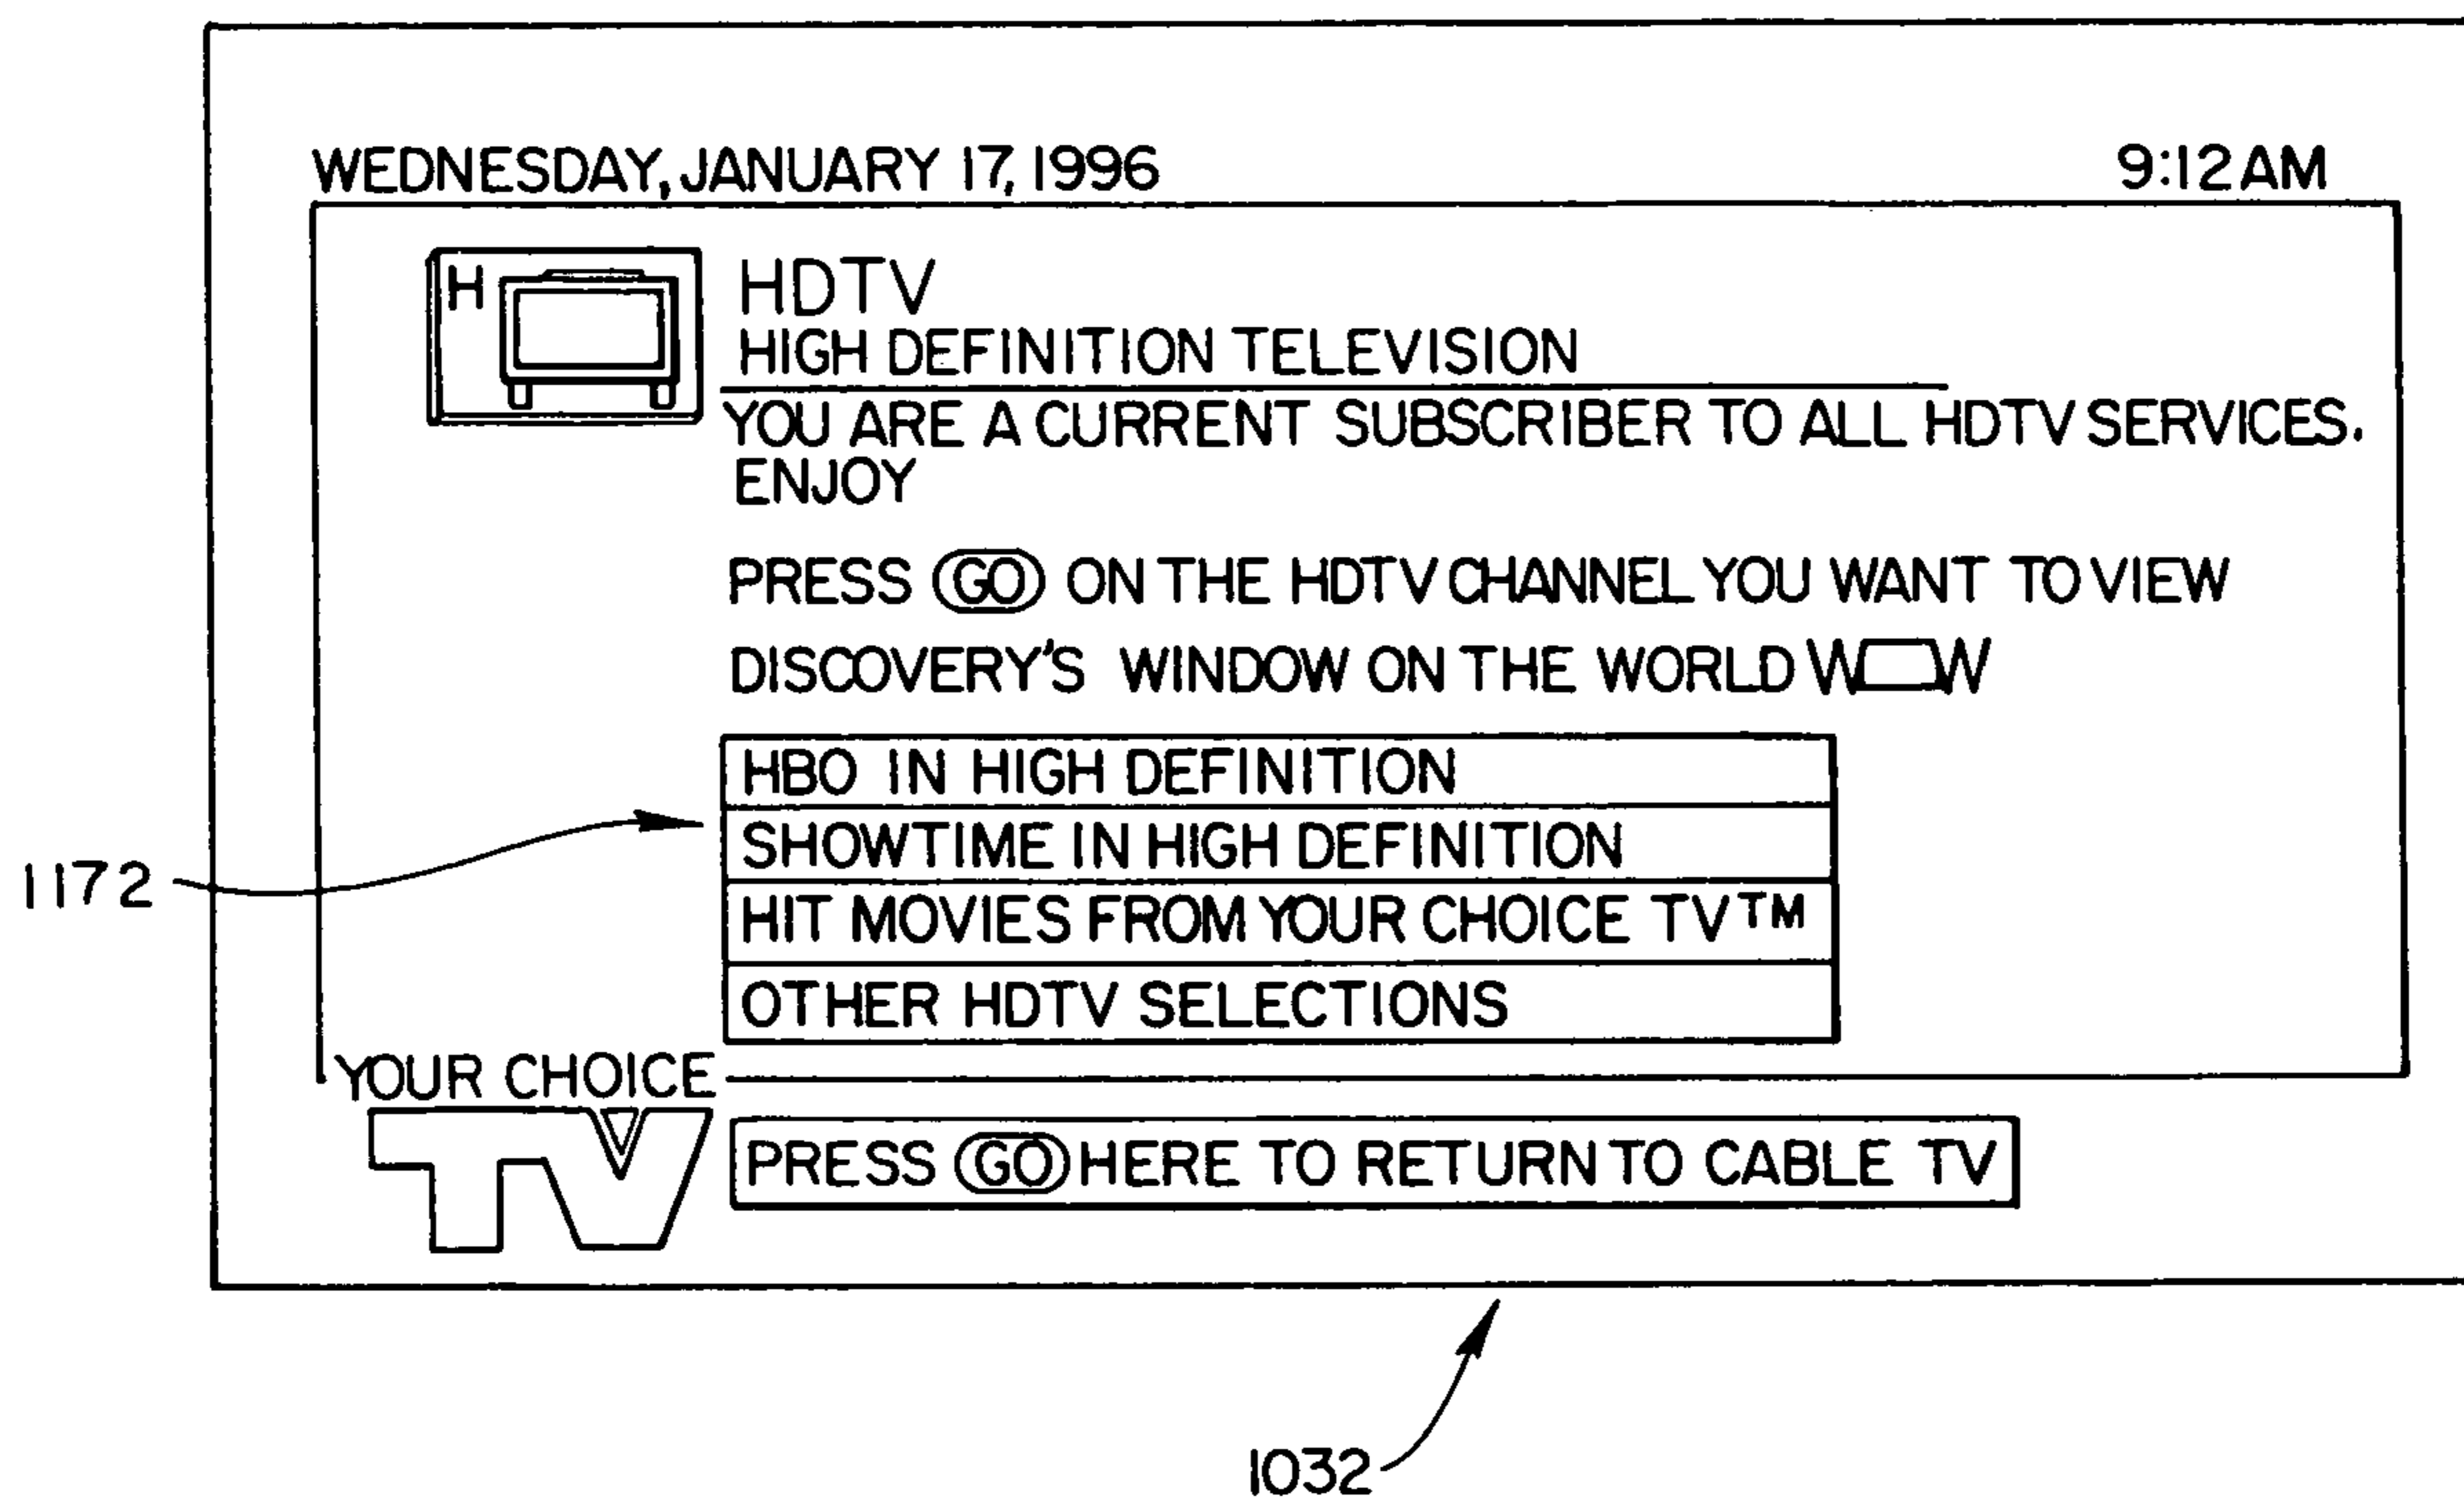 WEDNESDAY, JANUARY 17, 1996 9:12 AM
H
HDTV
HIGH DEFINITION TELEVISION
YOU ARE A CURRENT SUBSCRIBER TO ALL HDTV SERVICES.
ENJOY
PRESS GO ON THE HDTV CHANNEL YOU WANT TO VIEW
DISCOVERY'S WINDOW ON THE WORLD W▭W
HBO IN HIGH DEFINITION
SHOWTIME IN HIGH DEFINITION
HIT MOVIES FROM YOUR CHOICE TV™
OTHER HDTV SELECTIONS
1172
YOUR CHOICE
TV
PRESS GO HERE TO RETURN TO CABLE TV
1032